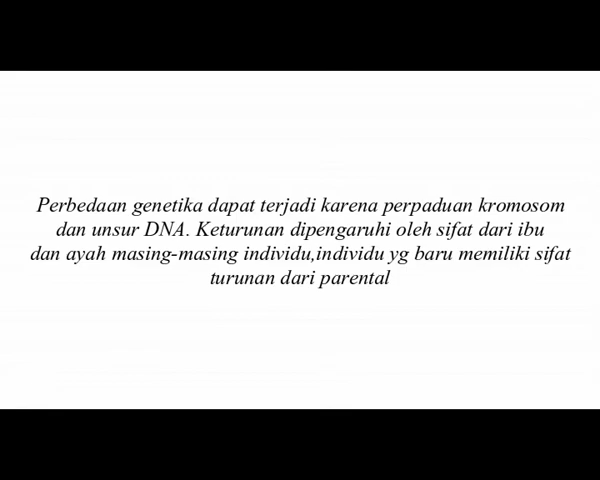 Perbedaan genetika dapat terjadi karena perpaduan kromosom
dan unsur DNA. Keturunan dipengaruhi oleh sifat dari ibu
dan ayah masing-masing individu,individu yg baru memiliki sifat
turunan dari parental